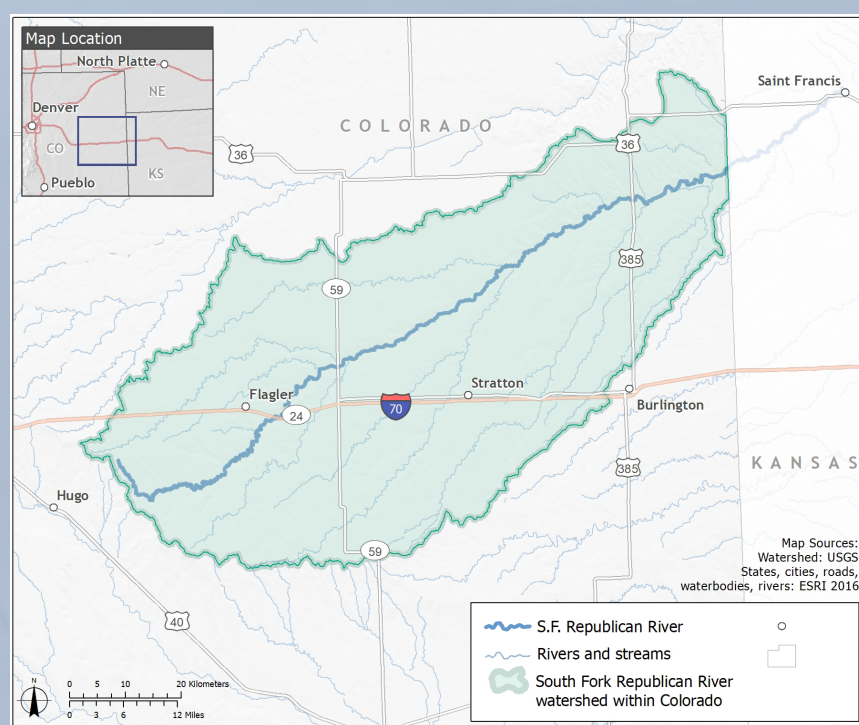 Map Location
North Platte
NE
Denver
CO
KS
Pueblo
Saint Francis
COLORADO
36
36
385
59
Flagler
Stratton
24
70
Burlington
385
KANSAS
Hugo
59
40
Map Sources:
Watershed: USGS
States, cities, roads,
waterbodies, rivers: ESRI 2016
S.F. Republican River
Rivers and streams
South Fork Republican River
watershed within Colorado
N
0 5 10 20 Kilometers
0 3 6 12 Miles